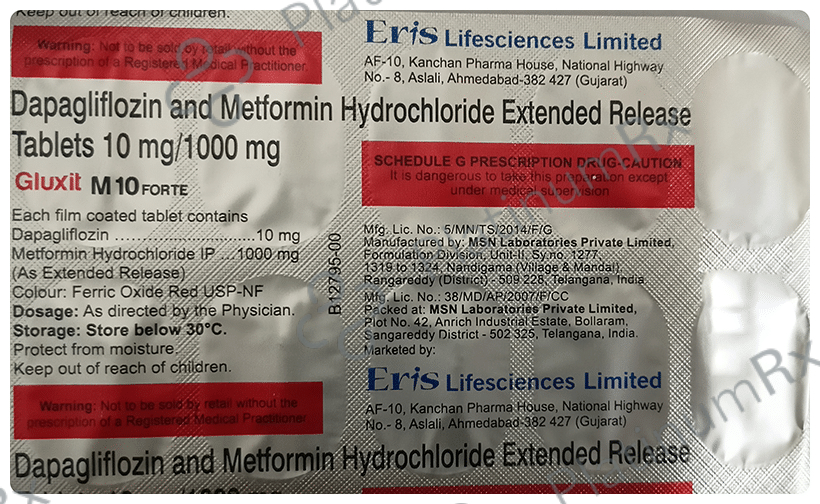 Keep out of reach of children.
Warning: Not to be sold by retail without the
prescription of a Registered Medical Practitioner.
Dapagliflozin and Metformin Hydrochloride Extended Release
Tablets 10 mg/1000 mg
Gluxit M 10 FORTE
Each film coated tablet contains
Dapagliflozin ............................10 mg
Metformin Hydrochloride IP ...1000 mg
(As Extended Release)
Colour: Ferric Oxide Red USP-NF
Dosage: As directed by the Physician.
Storage: Store below 30°C.
Protect from moisture.
Keep out of reach of children.
Warning: Not to be sold by retail without the
prescription of a Registered Medical Practitioner.
B12795-00
Eris Lifesciences Limited
AF-10, Kanchan Pharma House, National Highway
No.- 8, Aslali, Ahmedabad-382 427 (Gujarat)
SCHEDULE G PRESCRIPTION DRUG-CAUTION
It is dangerous to take this preparation except
under medical supervision
Mfg. Lic. No.: 5/MN/TS/2014/F/G
Manufactured by: MSN Laboratories Private Limited,
Formulation Division, Unit-II, Sy.no. 1277,
1319 to 1324, Nandigama (Village & Mandal),
Rangareddy (District) - 509 228, Telangana, India
Mfg. Lic. No.: 38/MD/AP/2007/F/CC
Packed at: MSN Laboratories Private Limited,
Plot No. 42, Anrich Industrial Estate, Bollaram,
Sangareddy District - 502 325, Telangana, India.
Marketed by:
Eris Lifesciences Limited
AF-10, Kanchan Pharma House, National Highway
No.- 8, Aslali, Ahmedabad-382 427 (Gujarat)
Dapagliflozin and Metformin Hydrochloride Extended Release
Tablets 10 mg/1000 mg
PlatinumRx
PlatinumRx
PlatinumRx